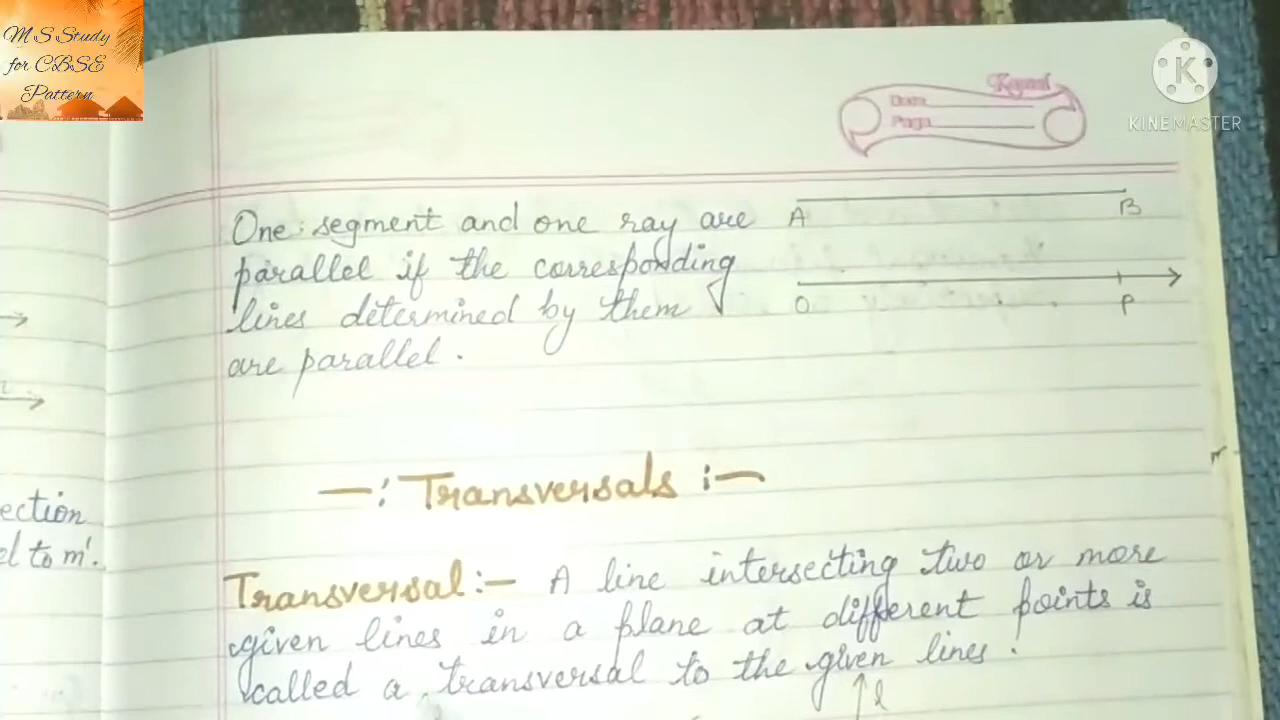 M S Study
for CBSE
Pattern
KINEMASTER
Date
Page
One segment and one ray are
parallel if the corresponding
lines determined by them
are parallel.
A
B
O
P
ection
el to m'.
—: Transversals :—
Transversal:— A line intersecting two or more
given lines in a plane at different points is
called a transversal to the given lines.
l